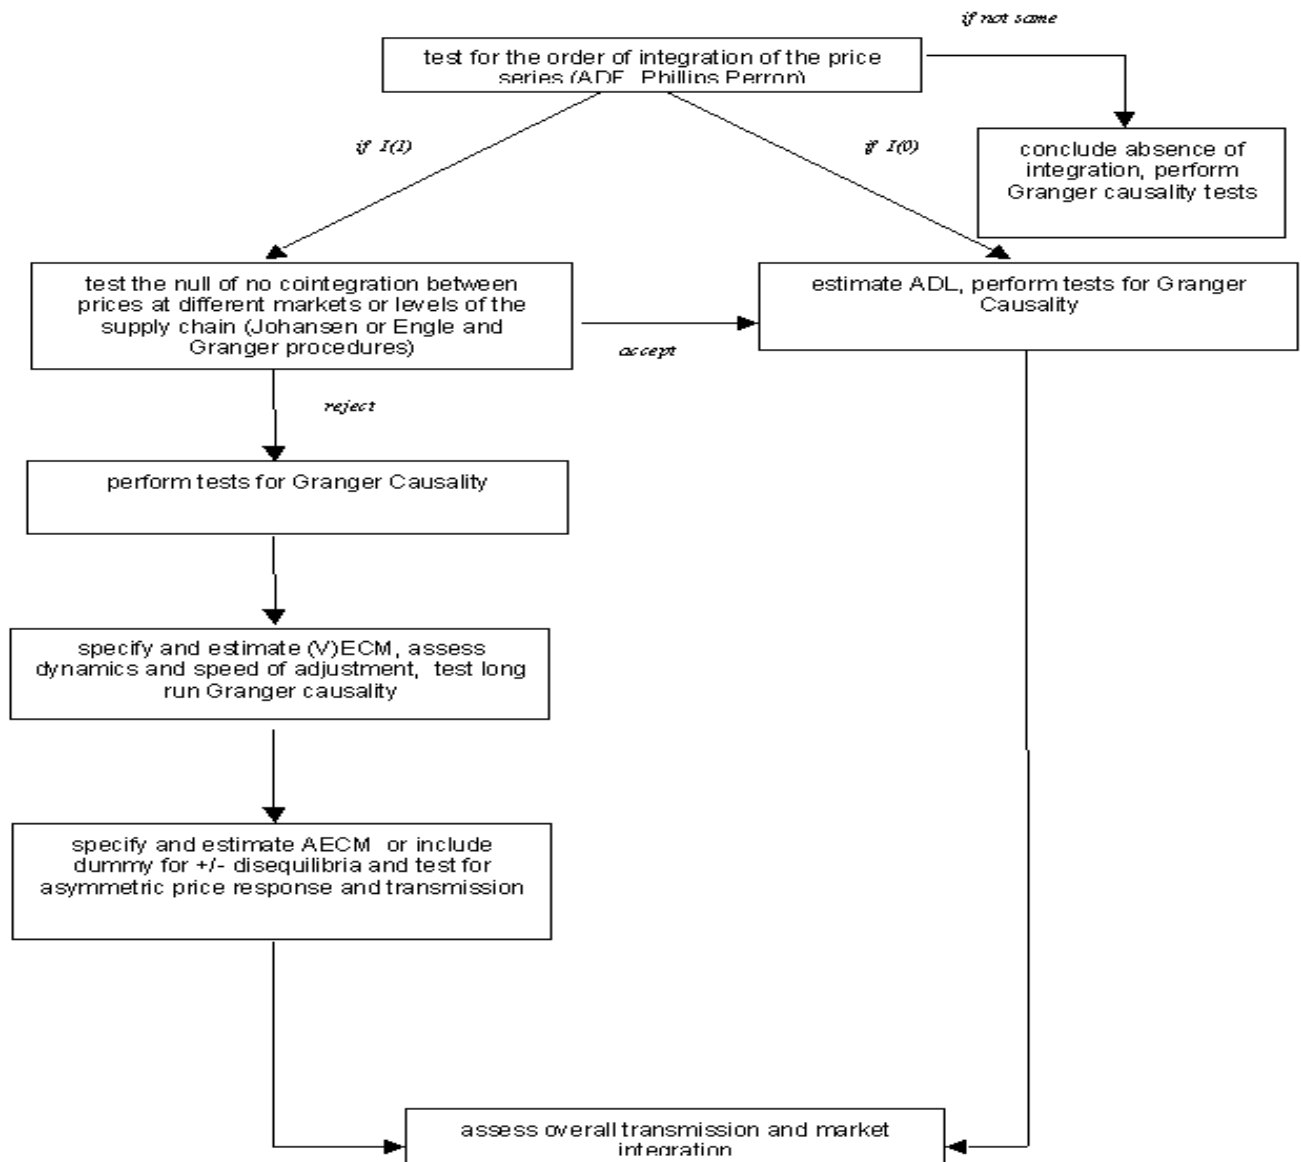 if not same
test for the order of integration of the price
series (ADF, Phillips Perron)
if I(1)
if I(0)
conclude absence of
integration, perform
Granger causality tests
test the null of no cointegration between
prices at different markets or levels of the
supply chain (Johansen or Engle and
Granger procedures)
estimate ADL, perform tests for Granger
Causality
accept
reject
perform tests for Granger Causality
specify and estimate (V)ECM, assess
dynamics and speed of adjustment, test long
run Granger causality
specify and estimate AECM or include
dummy for +/- disequilibria and test for
asymmetric price response and transmission
assess overall transmission and market
integration